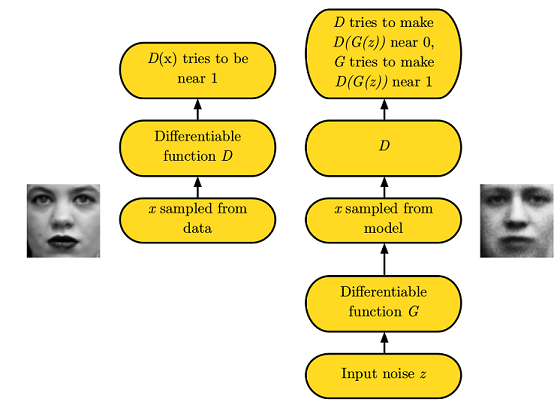 D(x) tries to be
near 1
Differentiable
function D
x sampled from
data
D tries to make
D(G(z)) near 0,
G tries to make
D(G(z)) near 1
D
x sampled from
model
Differentiable
function G
Input noise z